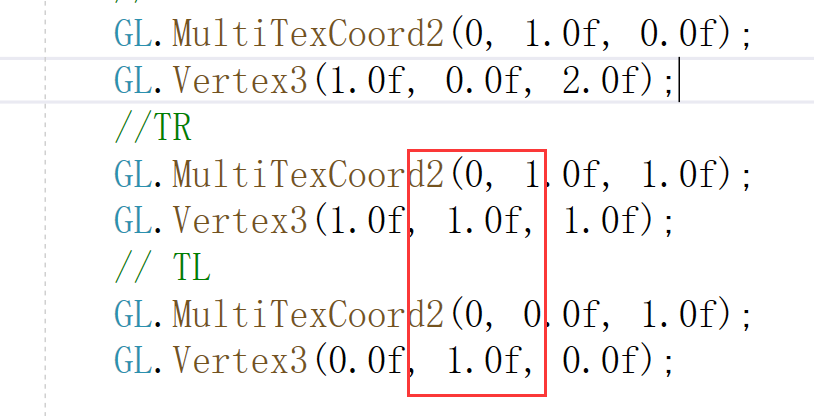 GL.MultiTexCoord2(0, 1.0f, 0.0f);
GL.Vertex3(1.0f, 0.0f, 2.0f);
//TR
GL.MultiTexCoord2(0, 1.0f, 1.0f);
GL.Vertex3(1.0f, 1.0f, 1.0f);
// TL
GL.MultiTexCoord2(0, 0.0f, 1.0f);
GL.Vertex3(0.0f, 1.0f, 0.0f);